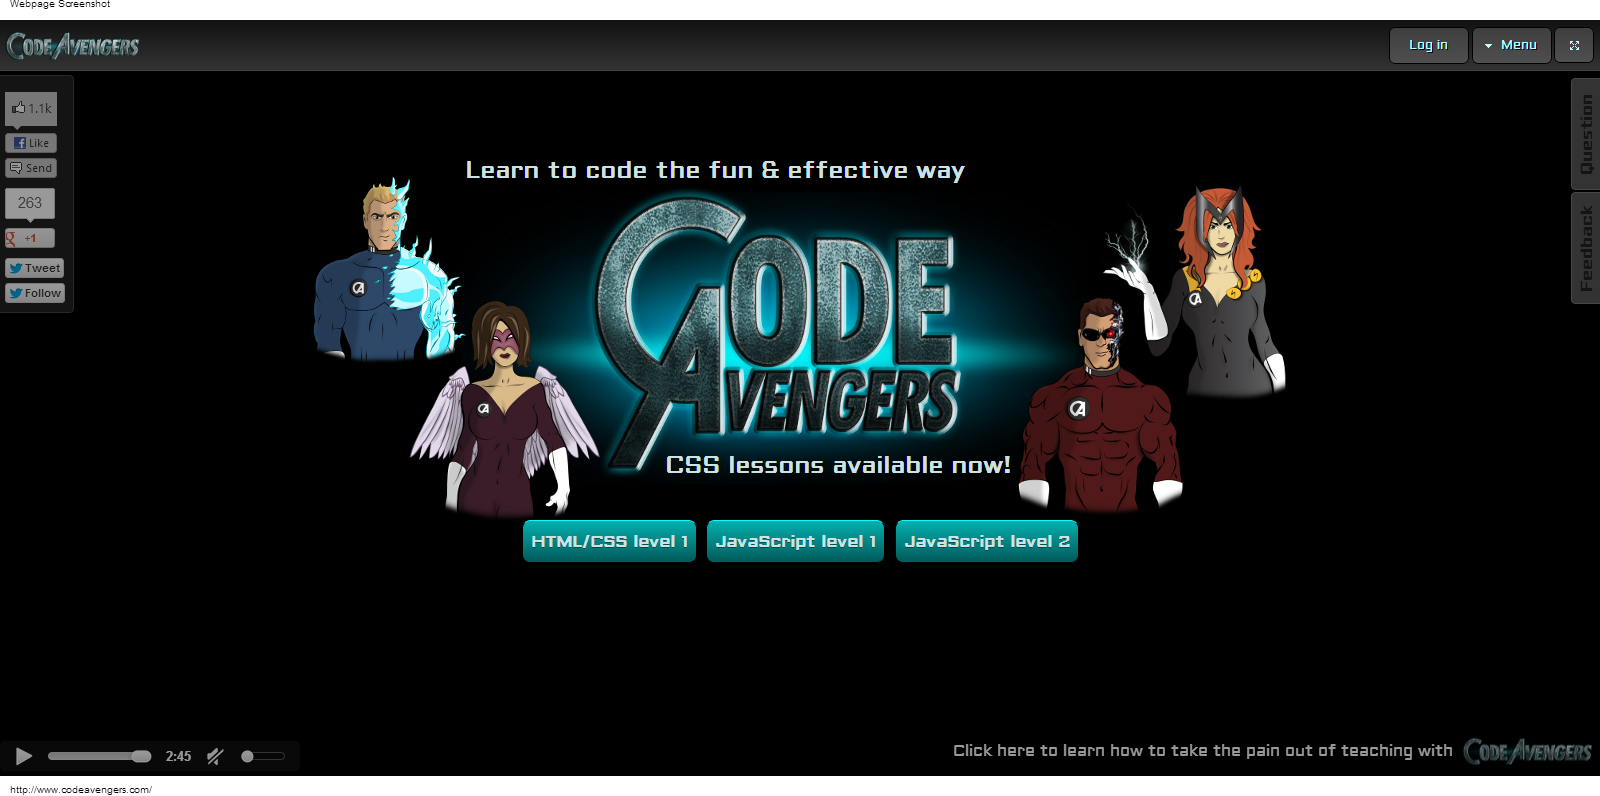 Webpage Screenshot
CODE AVENGERS
Log in
Menu
1.1k
Like
Send
263
+1
Tweet
Follow
Question
Feedback
Learn to code the fun & effective way
CODE
AVENGERS
CSS lessons available now!
HTML/CSS level 1
JavaScript level 1
JavaScript level 2
2:45
Click here to learn how to take the pain out of teaching with CODE AVENGERS
http://www.codeavengers.com/